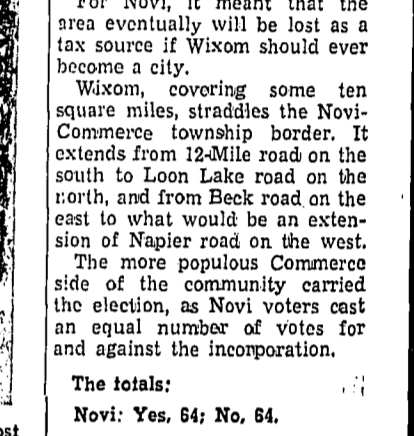 For Novi, it meant that the
area eventually will be lost as a
tax source if Wixom should ever
become a city.
Wixom, covering some ten
square miles, straddles the Novi-
Commerce township border. It
extends from 12-Mile road on the
south to Loon Lake road on the
north, and from Beck road on the
east to what would be an exten-
sion of Napier road on the west.
The more populous Commerce
side of the community carried
the election, as Novi voters cast
an equal number of votes for
and against the incorporation.
The totals:
Novi: Yes, 64; No, 64.